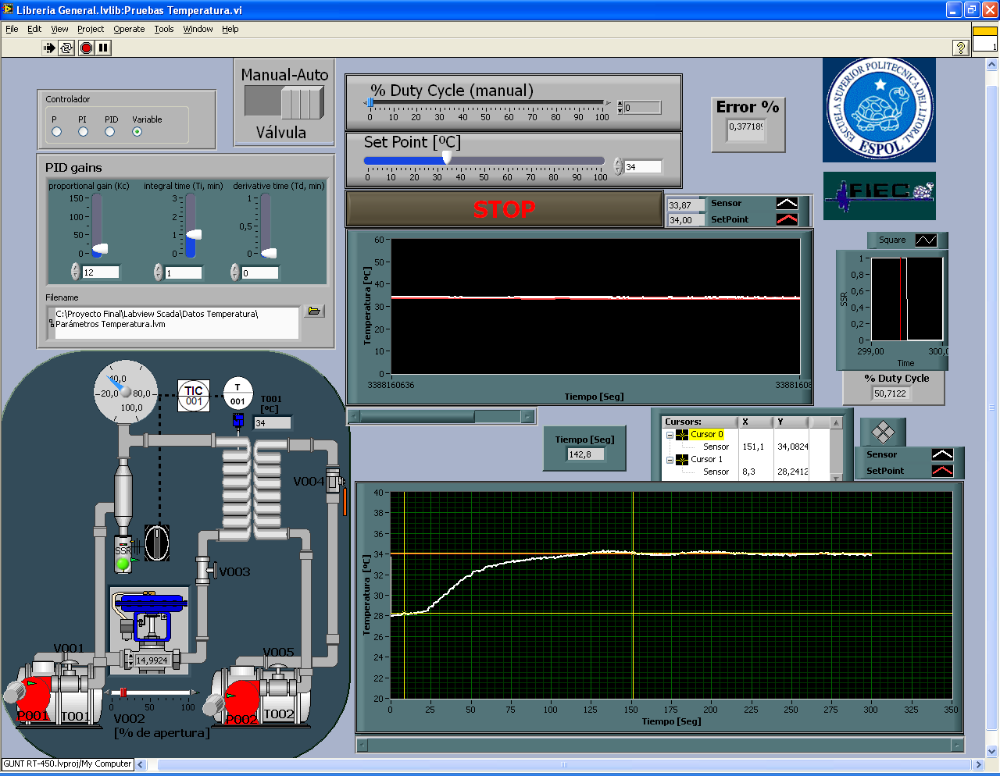 Libreria General.lvlib:Pruebas Temperatura.vi
File Edit View Project Operate Tools Window Help
1
Controlador
P PI PID Variable
Manual-Auto
Válvula
% Duty Cycle (manual)
0 10 20 30 40 50 60 70 80 90 100
0
Set Point [ºC]
0 10 20 30 40 50 60 70 80 90 100
34
Error %
0,37718
ESCUELA SUPERIOR POLITECNICA DEL LITORAL
ESPOL
FIEC
PID gains
proportional gain (Kc) integral time (Ti, min) derivative time (Td, min)
150 100 50 0
3 2 1 0
1 0,5 0
12 1 0
Filename
C:\Proyecto Final\Labview Scada\Datos Temperatura\
Parámetros Temperatura.lvm
STOP
33,87 Sensor
34,00 SetPoint
Temperatura [ºC]
60
50
40
30
20
10
0
3388160636 33881608
Tiempo [Seg]
Square
SSR
1
0,8
0,6
0,4
0,2
0
299,00 300,0
Time
% Duty Cycle
50,7122
40,0
20,0 80,0
100,0
TIC
001
T
001
T001
[ºC]
34
V004
SSR
V003
14,9924
V001
V005
P001 T001
P002 T002
0 50 100
V002
[% de apertura]
Tiempo [Seg]
142,8
Cursors: X Y
Cursor 0
Sensor 151,1 34,0824
Cursor 1
Sensor 8,3 28,2412
Sensor
SetPoint
Temperatura [ºC]
40
38
36
34
32
30
28
26
24
22
20
0 25 50 75 100 125 150 175 200 225 250 275 300 325 350
Tiempo [Seg]
GUNT RT-450.lvproj/My Computer